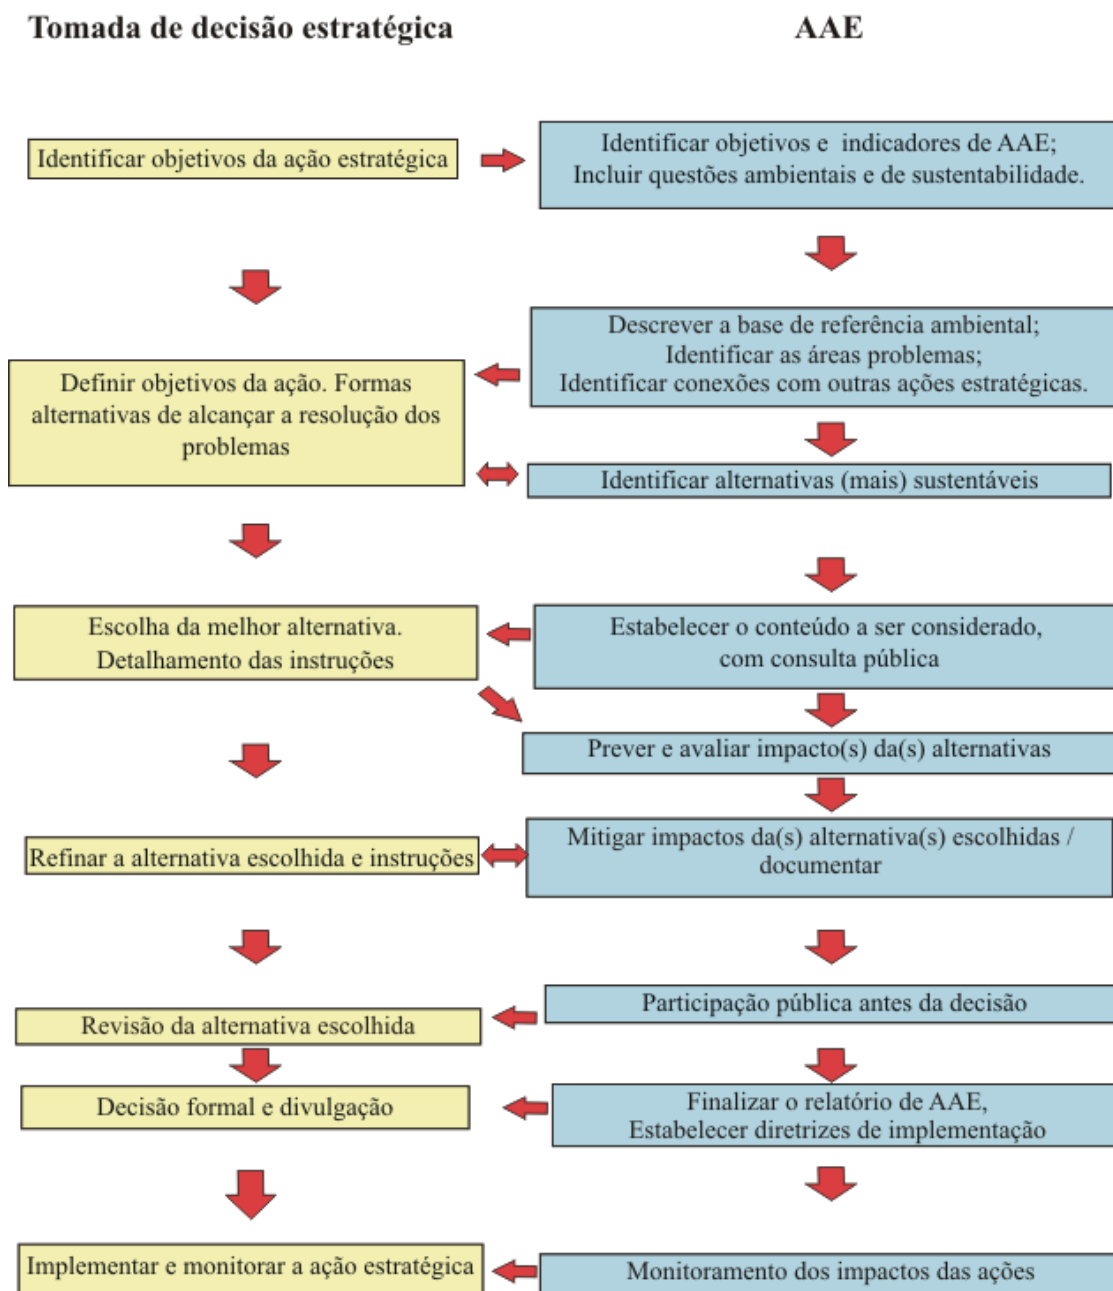 Tomada de decisão estratégica
AAE
Identificar objetivos da ação estratégica
Identificar objetivos e indicadores de AAE;
Incluir questões ambientais e de sustentabilidade.
Descrever a base de referência ambiental;
Identificar as áreas problemas;
Identificar conexões com outras ações estratégicas.
Definir objetivos da ação. Formas
alternativas de alcançar a resolução dos
problemas
Identificar alternativas (mais) sustentáveis
Escolha da melhor alternativa.
Detalhamento das instruções
Estabelecer o conteúdo a ser considerado,
com consulta pública
Prever e avaliar impacto(s) da(s) alternativas
Refinar a alternativa escolhida e instruções
Mitigar impactos da(s) alternativa(s) escolhidas /
documentar
Participação pública antes da decisão
Revisão da alternativa escolhida
Decisão formal e divulgação
Finalizar o relatório de AAE,
Estabelecer diretrizes de implementação
Implementar e monitorar a ação estratégica
Monitoramento dos impactos das ações